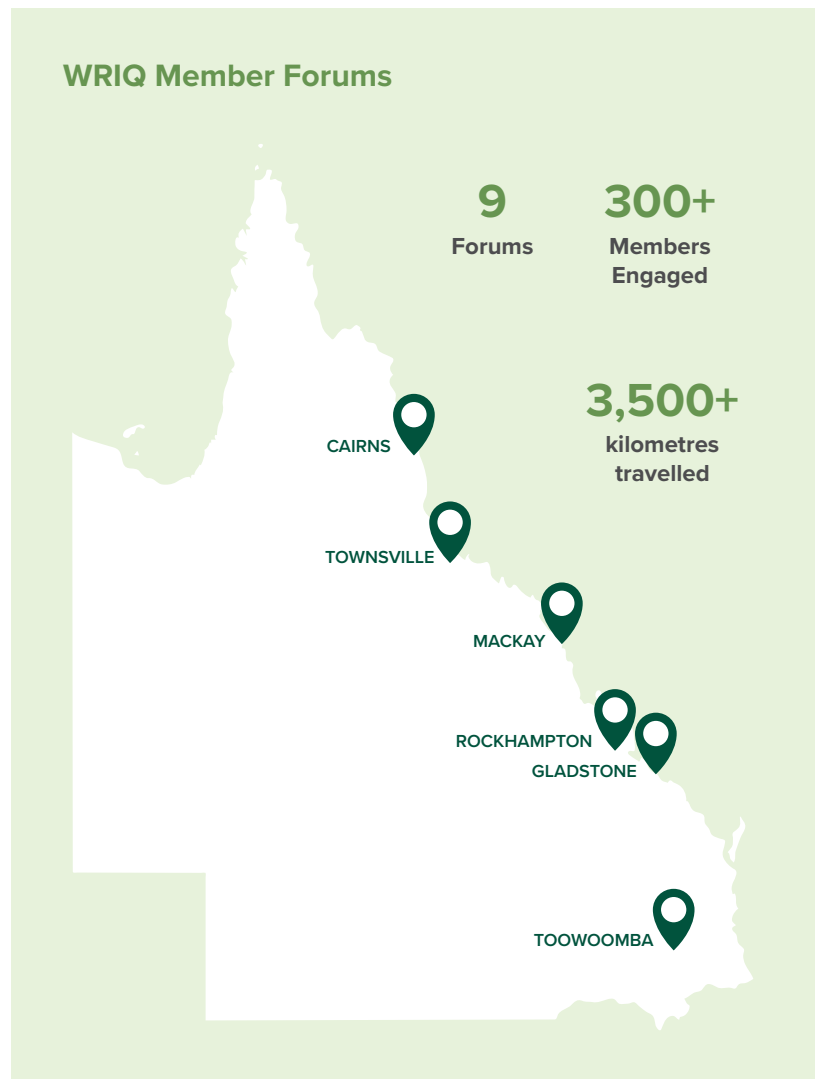 WRIQ Member Forums
9
Forums
300+
Members
Engaged
3,500+
kilometres
travelled
CAIRNS
TOWNSVILLE
MACKAY
ROCKHAMPTON
GLADSTONE
TOOWOOMBA